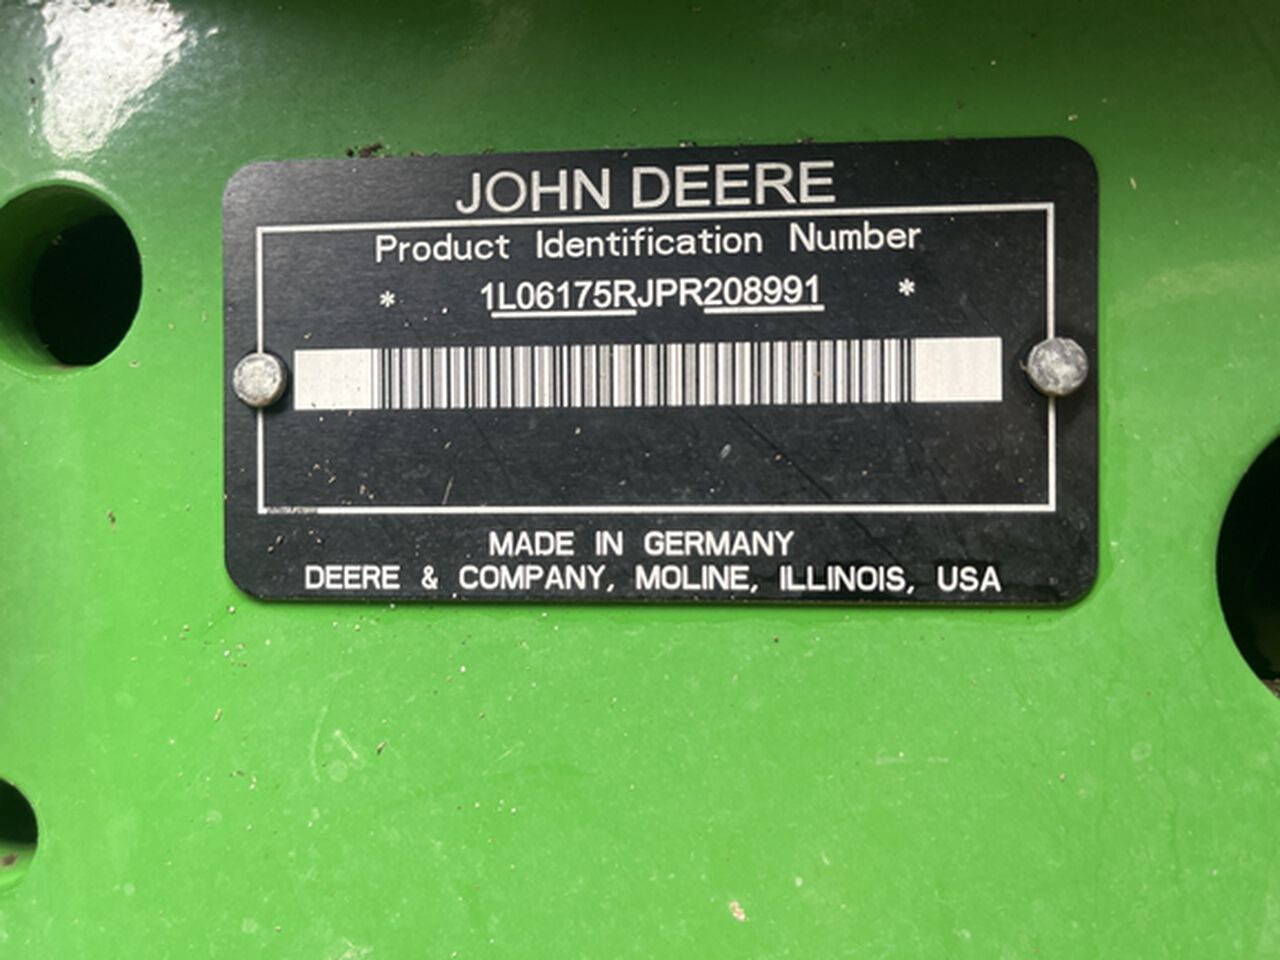 JOHN DEERE
Product Identification Number
* 1L06175RJPR208991 *
MADE IN GERMANY
DEERE & COMPANY, MOLINE, ILLINOIS, USA